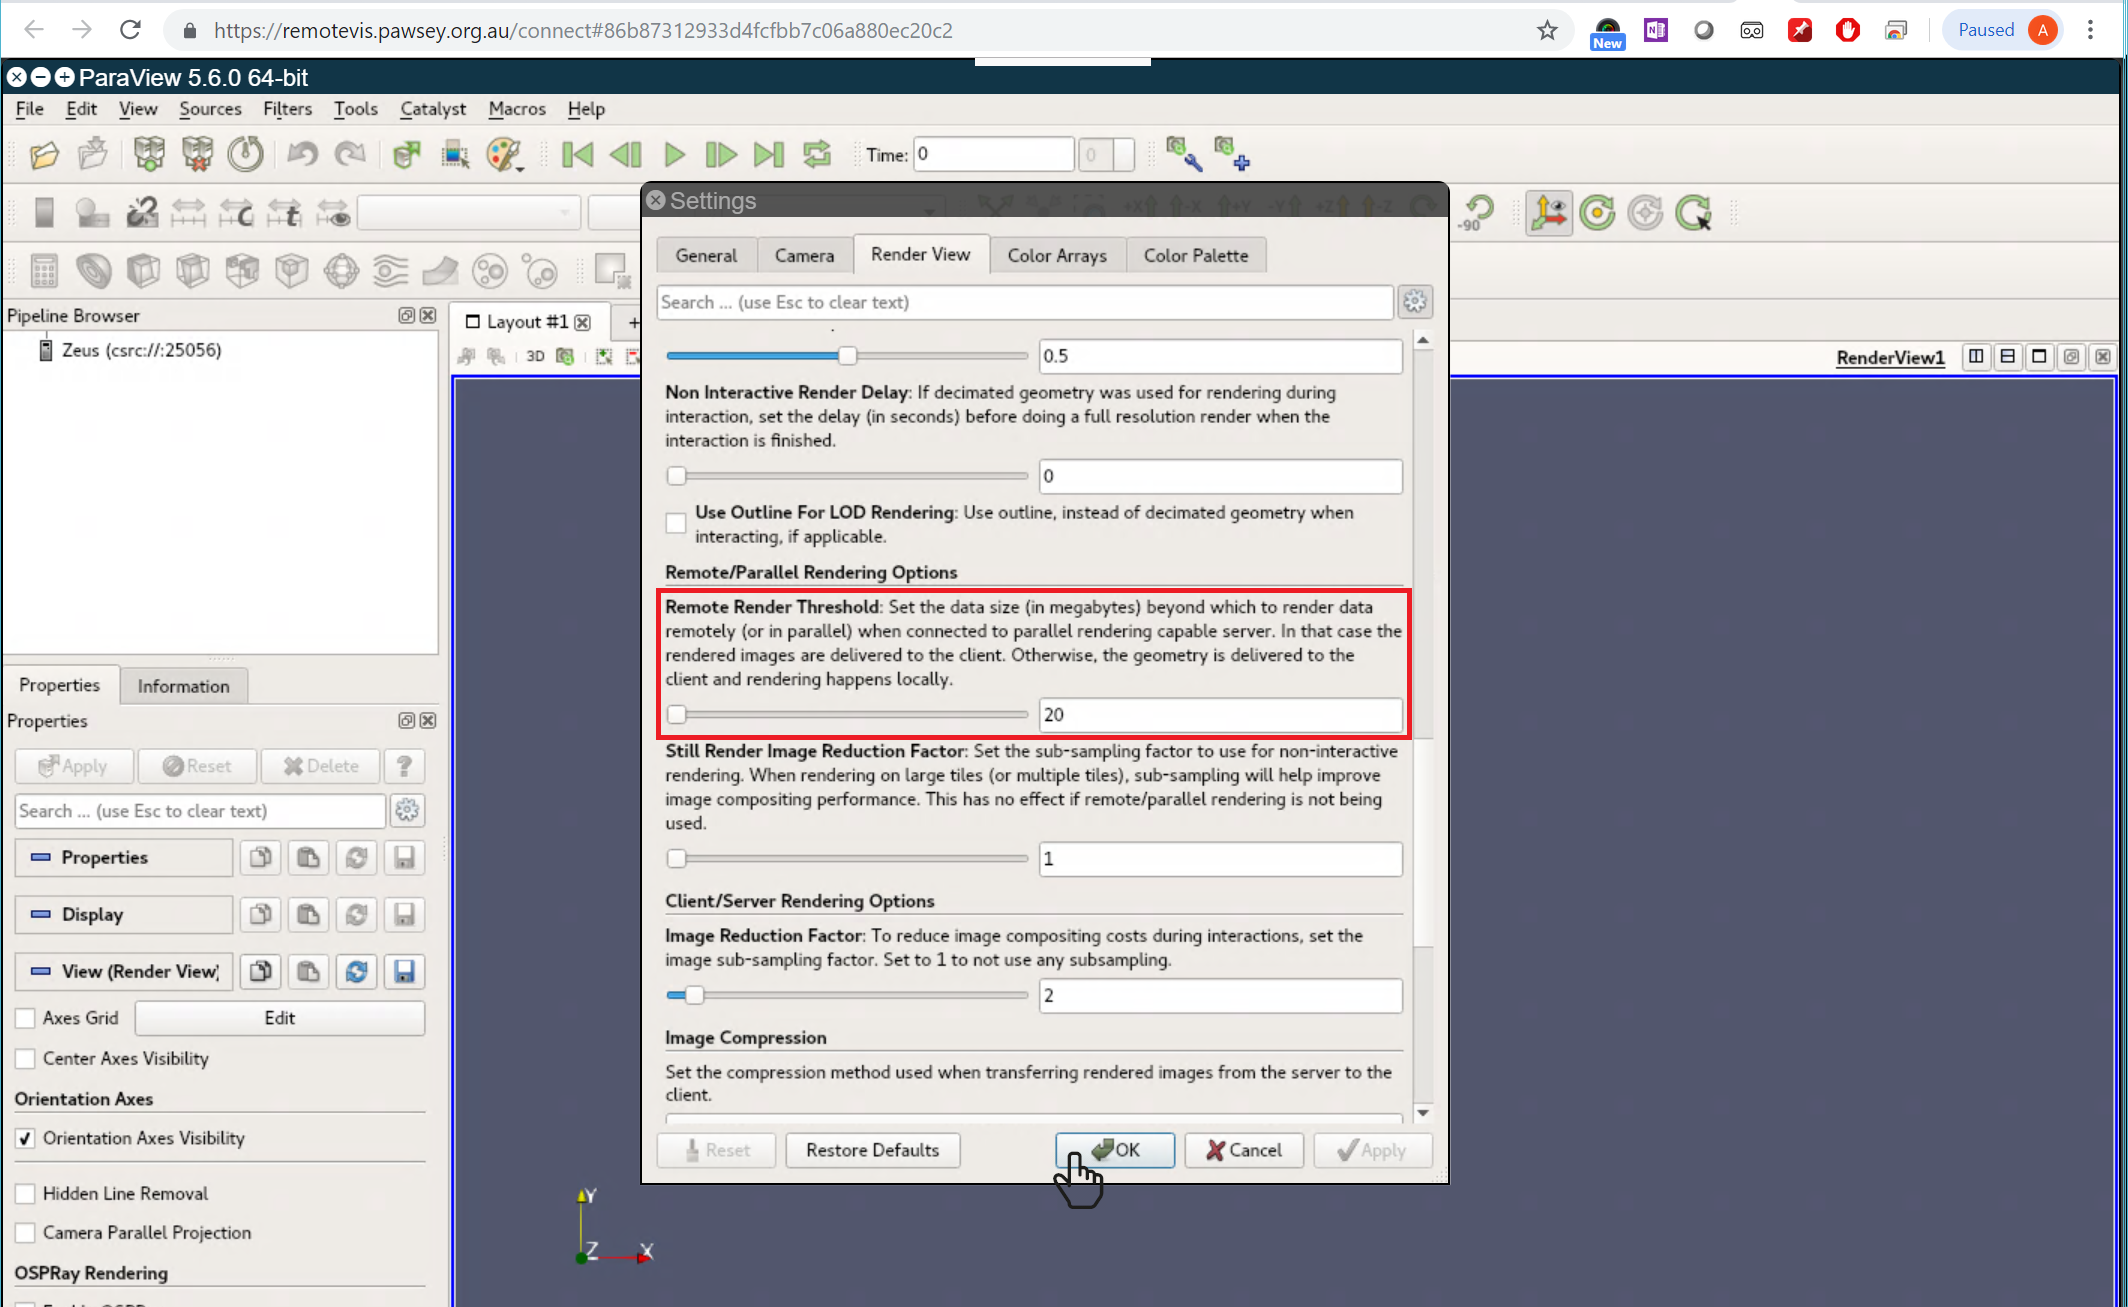 https://remotevis.pawsey.org.au/connect#86b87312933d4fcfbb7c06a880ec20c2
New
Paused
A
ParaView 5.6.0 64-bit
File Edit View Sources Filters Tools Catalyst Macros Help
Time: 0
0
-90
Settings
General Camera Render View Color Arrays Color Palette
Search ... (use Esc to clear text)
Pipeline Browser
Zeus (csrc://:25056)
Layout #1
3D
RenderView1
0.5
Non Interactive Render Delay: If decimated geometry was used for rendering during
interaction, set the delay (in seconds) before doing a full resolution render when the
interaction is finished.
0
Use Outline For LOD Rendering: Use outline, instead of decimated geometry when
interacting, if applicable.
Remote/Parallel Rendering Options
Remote Render Threshold: Set the data size (in megabytes) beyond which to render data
remotely (or in parallel) when connected to parallel rendering capable server. In that case the
rendered images are delivered to the client. Otherwise, the geometry is delivered to the
client and rendering happens locally.
20
Still Render Image Reduction Factor: Set the sub-sampling factor to use for non-interactive
rendering. When rendering on large tiles (or multiple tiles), sub-sampling will help improve
image compositing performance. This has no effect if remote/parallel rendering is not being
used.
1
Client/Server Rendering Options
Image Reduction Factor: To reduce image compositing costs during interactions, set the
image sub-sampling factor. Set to 1 to not use any subsampling.
2
Image Compression
Set the compression method used when transferring rendered images from the server to the
client.
Reset Restore Defaults OK Cancel Apply
Properties Information
Properties
Apply Reset Delete ?
Search ... (use Esc to clear text)
Properties
Display
View (Render View)
Axes Grid Edit
Center Axes Visibility
Orientation Axes
Orientation Axes Visibility
Hidden Line Removal
Camera Parallel Projection
OSPRay Rendering
Y
Z X